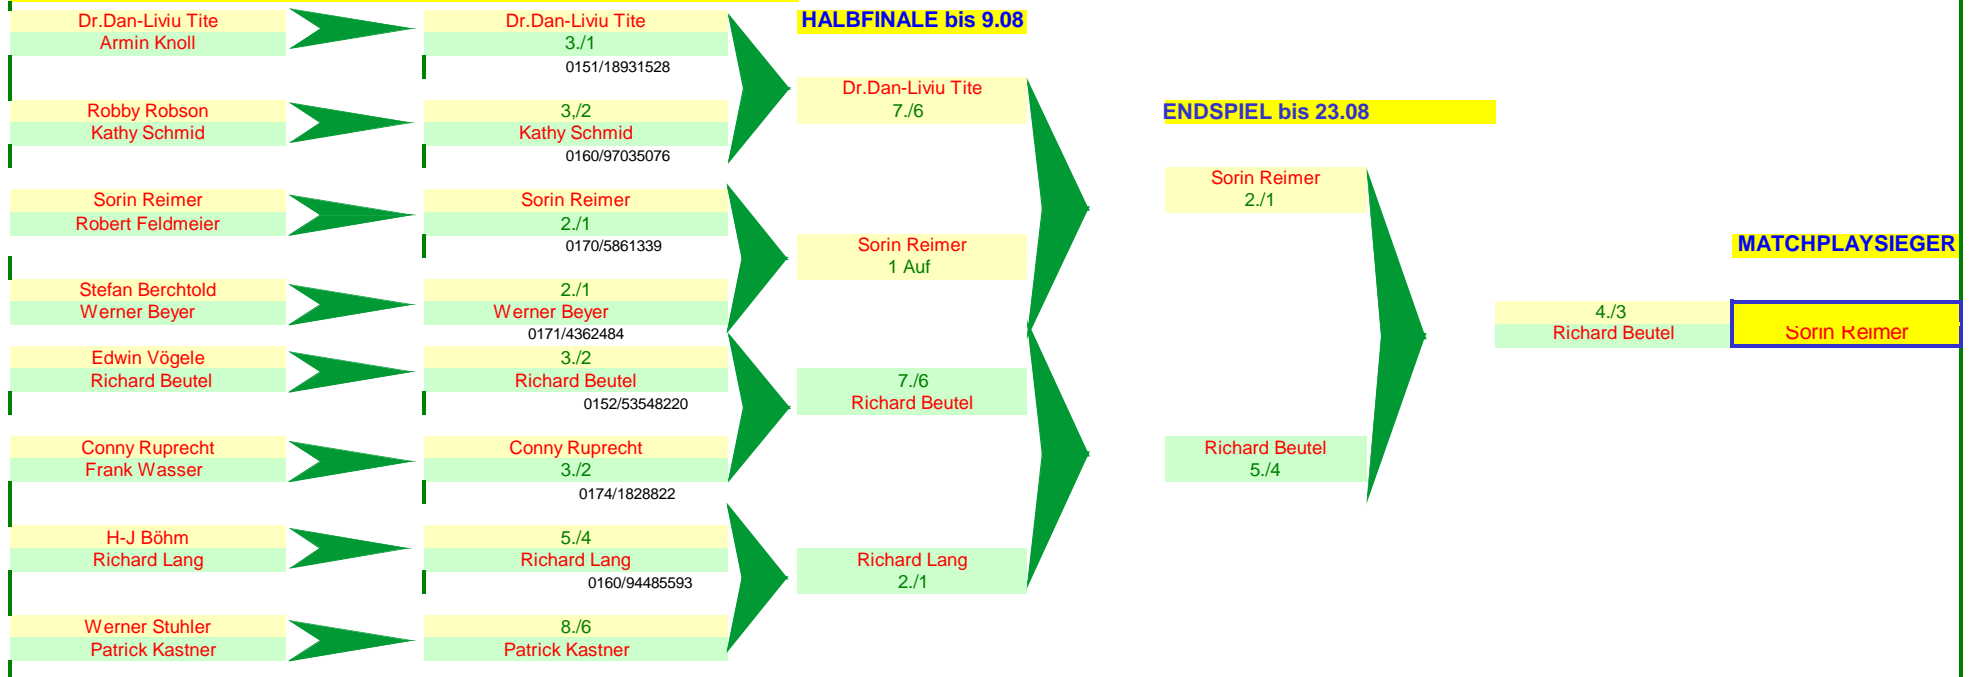 Dr.Dan-Liviu Tite
Armin Knoll
Robby Robson
Kathy Schmid
Sorin Reimer
Robert Feldmeier
Stefan Berchtold
Werner Beyer
Edwin Vögele
Richard Beutel
Conny Ruprecht
Frank Wasser
H-J Böhm
Richard Lang
Werner Stuhler
Patrick Kastner
Dr.Dan-Liviu Tite
3./1
0151/18931528
3,/2
Kathy Schmid
0160/97035076
Sorin Reimer
2./1
0170/5861339
2./1
Werner Beyer
0171/4362484
3./2
Richard Beutel
0152/53548220
Conny Ruprecht
3./2
0174/1828822
5./4
Richard Lang
0160/94485593
8./6
Patrick Kastner
HALBFINALE bis 9.08
Dr.Dan-Liviu Tite
7./6
Sorin Reimer
1 Auf
7./6
Richard Beutel
Richard Lang
2./1
ENDSPIEL bis 23.08
Sorin Reimer
2./1
Richard Beutel
5./4
4./3
Richard Beutel
MATCHPLAYSIEGER
Sorin Reimer